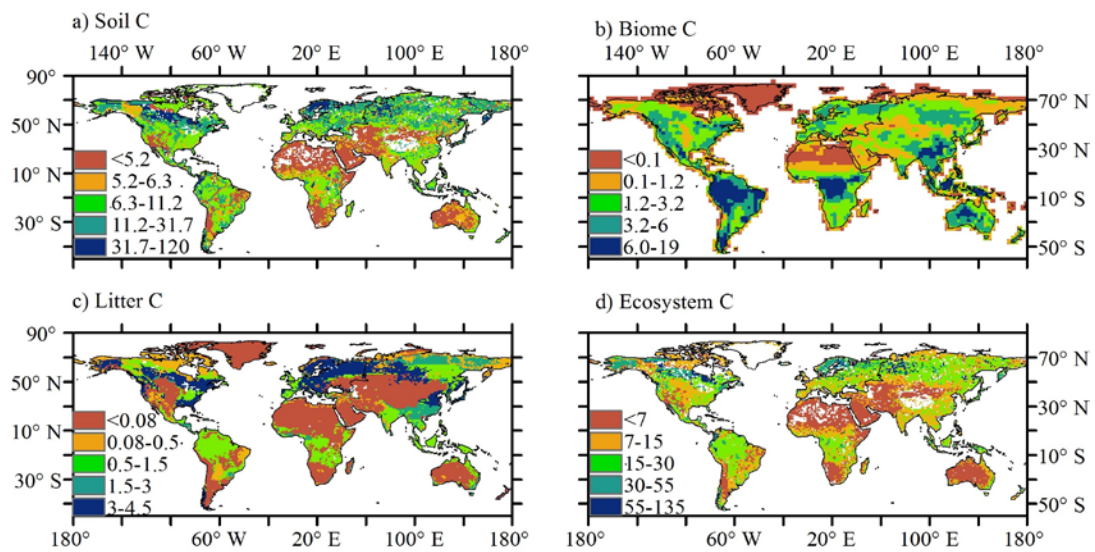 a) Soil C
140° W 60° W 20° E 100° E 180°
90°
50° N
10° N
30° S
<5.2
5.2-6.3
6.3-11.2
11.2-31.7
31.7-120
b) Biome C
140° W 60° W 20° E 100° E 180°
70° N
30° N
10° S
50° S
<0.1
0.1-1.2
1.2-3.2
3.2-6
6.0-19
c) Litter C
90°
50° N
10° N
30° S
<0.08
0.08-0.5
0.5-1.5
1.5-3
3-4.5
180° 60° W 20° E 100° E
d) Ecosystem C
70° N
30° N
10° S
50° S
<7
7-15
15-30
30-55
55-135
180° 60° W 20° E 100° E 180°